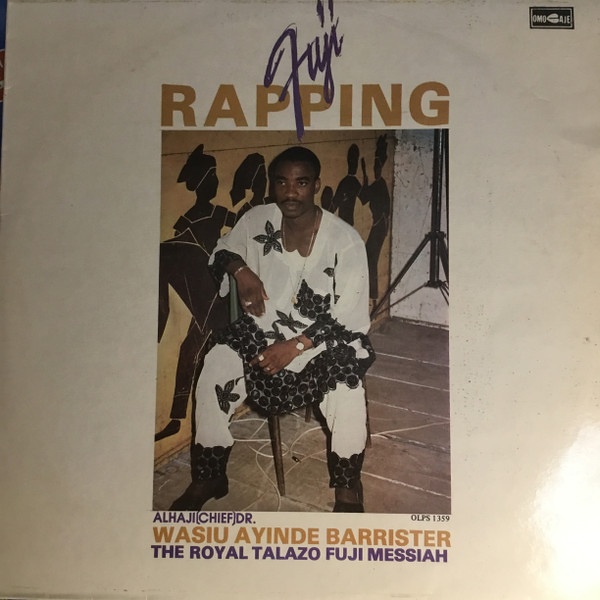 Fuji
OMO AJE
RAPPING
ALHAJI(CHIEF)DR.
OLPS 1359
WASIU AYINDE BARRISTER
THE ROYAL TALAZO FUJI MESSIAH